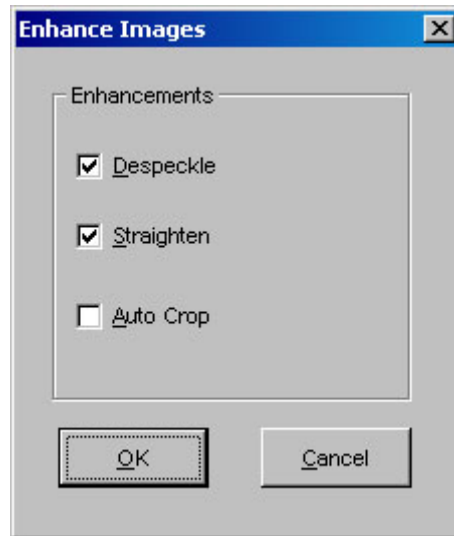 Enhance Images
Enhancements
Despeckle
Straighten
Auto Crop
OK
Cancel